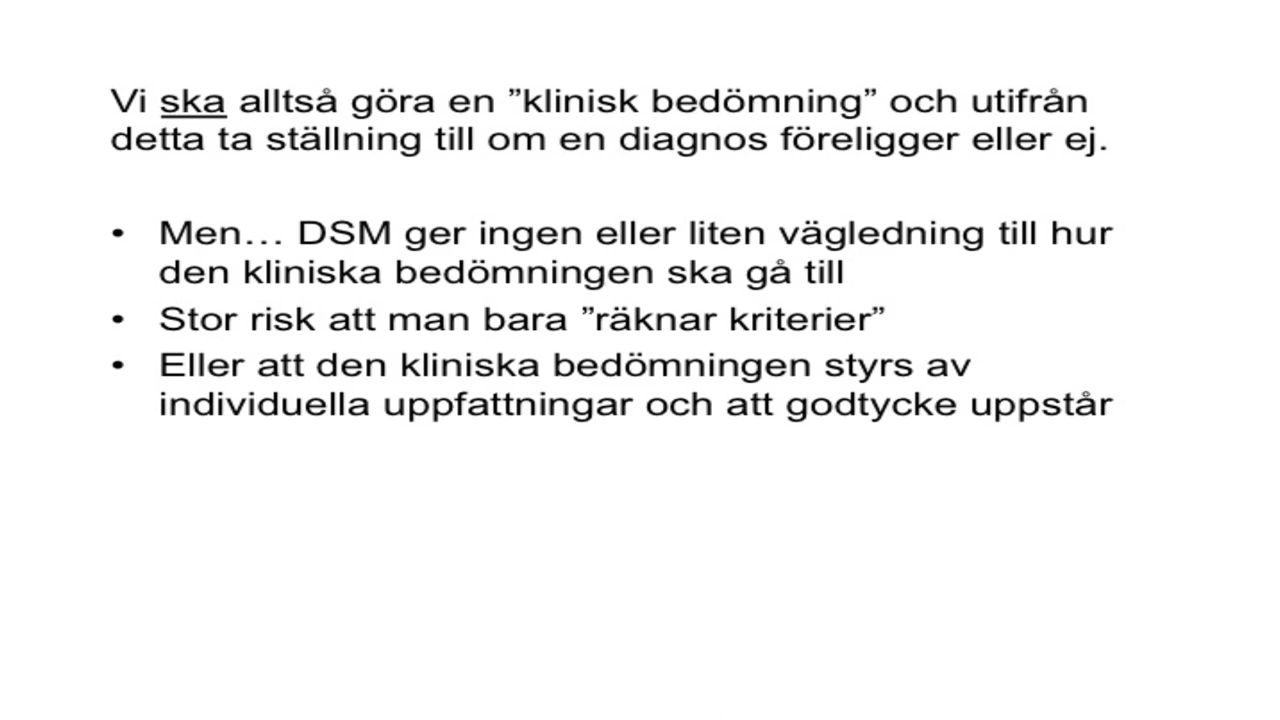 Vi ska alltså göra en ”klinisk bedömning” och utifrån
detta ta ställning till om en diagnos föreligger eller ej.
• Men… DSM ger ingen eller liten vägledning till hur
den kliniska bedömningen ska gå till
• Stor risk att man bara ”räknar kriterier”
• Eller att den kliniska bedömningen styrs av
individuella uppfattningar och att godtycke uppstår